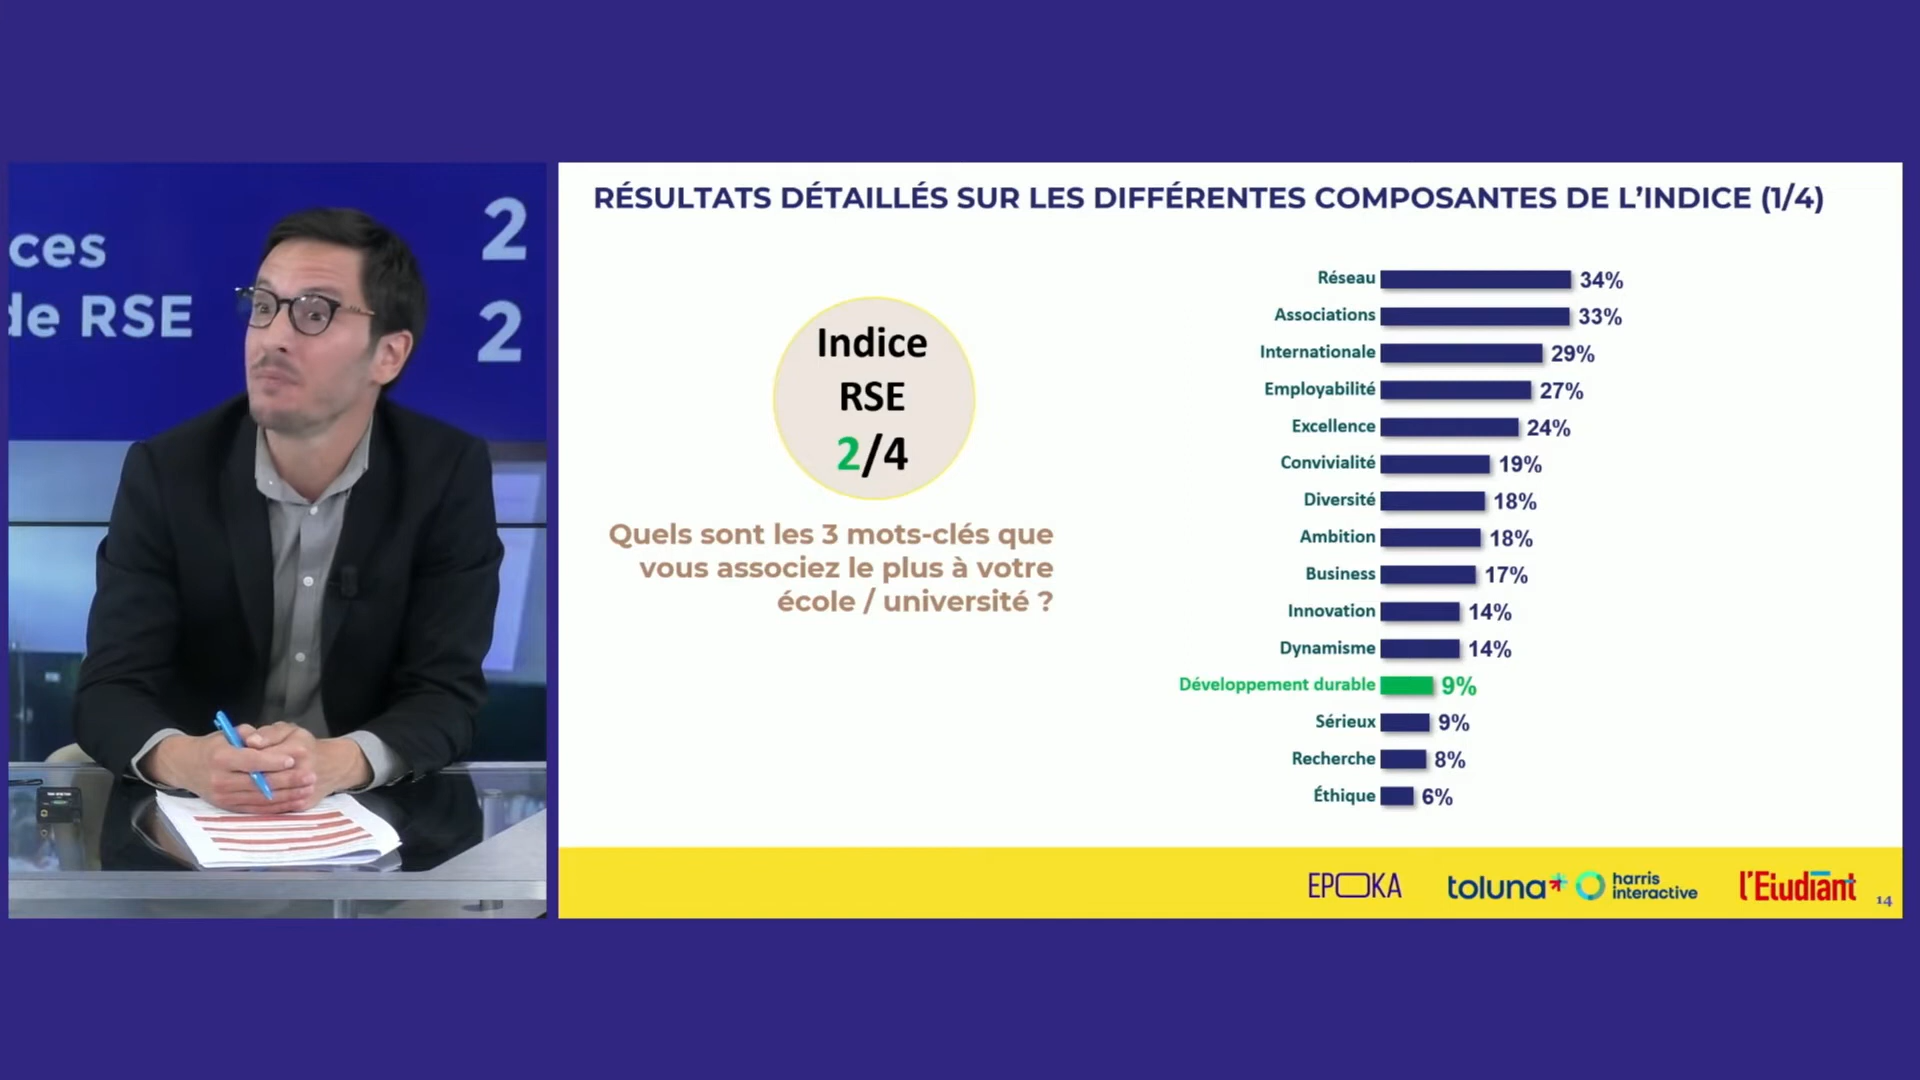 ces
de RSE
2
2
RÉSULTATS DÉTAILLÉS SUR LES DIFFÉRENTES COMPOSANTES DE L'INDICE (1/4)
Indice
RSE
2/4
Quels sont les 3 mots-clés que
vous associez le plus à votre
école / université ?
Réseau 34%
Associations 33%
Internationale 29%
Employabilité 27%
Excellence 24%
Convivialité 19%
Diversité 18%
Ambition 18%
Business 17%
Innovation 14%
Dynamisme 14%
Développement durable 9%
Sérieux 9%
Recherche 8%
Éthique 6%
EPOKA
toluna* harris
interactive
l'Etudiant
14